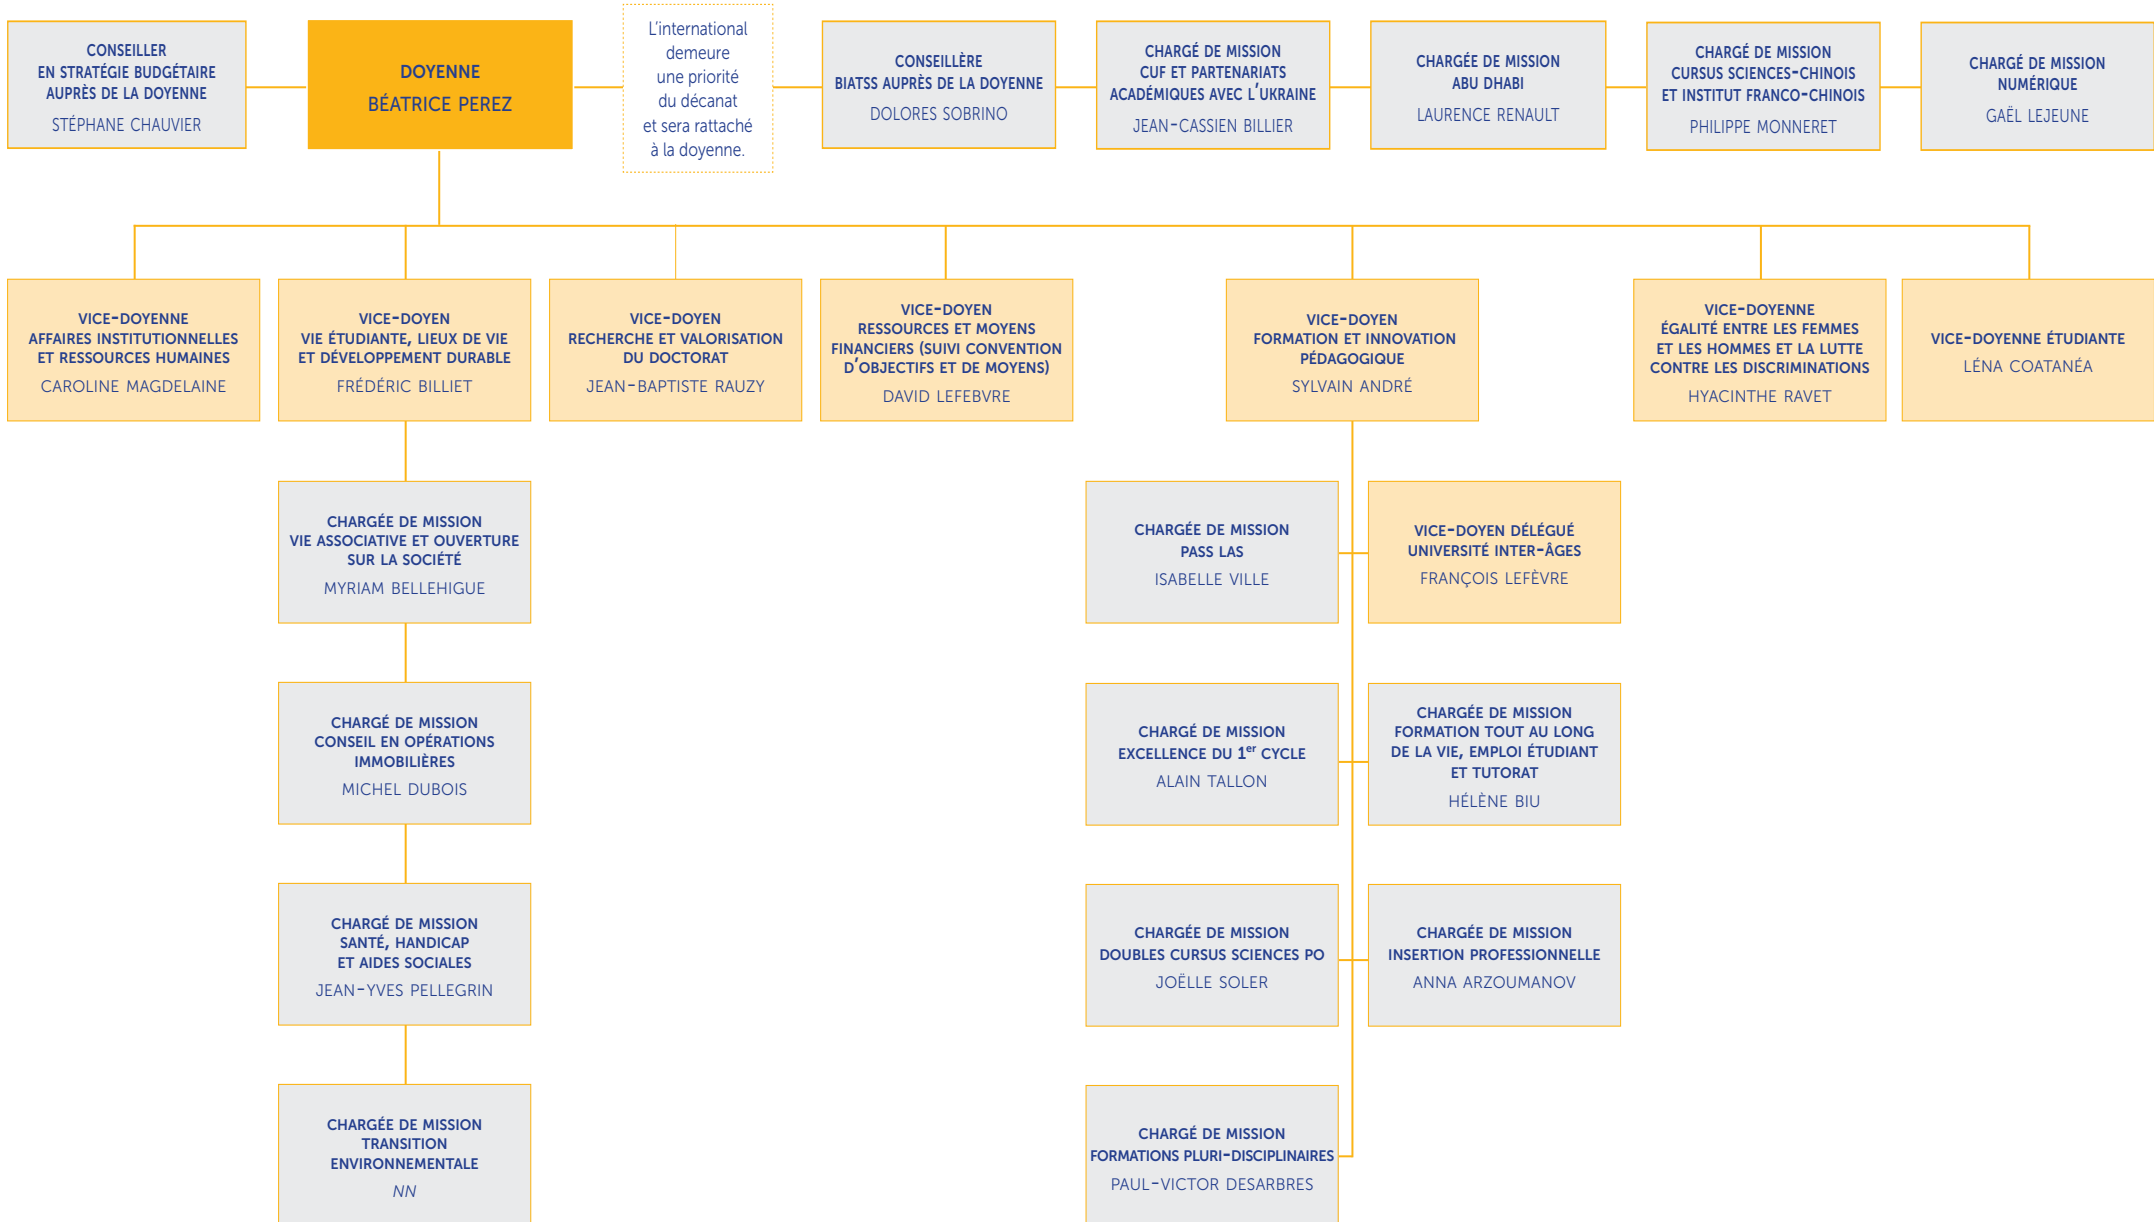 CONSEILLER
EN STRATÉGIE BUDGÉTAIRE
AUPRÈS DE LA DOYENNE
STÉPHANE CHAUVIER
DOYENNE
BÉATRICE PEREZ
L'international
demeure
une priorité
du décanat
et sera rattaché
à la doyenne.
CONSEILLÈRE
BIATSS AUPRÈS DE LA DOYENNE
DOLORES SOBRINO
CHARGÉ DE MISSION
CUF ET PARTENARIATS
ACADÉMIQUES AVEC L'UKRAINE
JEAN-CASSIEN BILLIER
CHARGÉE DE MISSION
ABU DHABI
LAURENCE RENAULT
CHARGÉ DE MISSION
CURSUS SCIENCES-CHINOIS
ET INSTITUT FRANCO-CHINOIS
PHILIPPE MONNERET
CHARGÉ DE MISSION
NUMÉRIQUE
GAËL LEJEUNE
VICE-DOYENNE
AFFAIRES INSTITUTIONNELLES
ET RESSOURCES HUMAINES
CAROLINE MAGDELAINE
VICE-DOYEN
VIE ÉTUDIANTE, LIEUX DE VIE
ET DÉVELOPPEMENT DURABLE
FRÉDÉRIC BILLIET
VICE-DOYEN
RECHERCHE ET VALORISATION
DU DOCTORAT
JEAN-BAPTISTE RAUZY
VICE-DOYEN
RESSOURCES ET MOYENS
FINANCIERS (SUIVI CONVENTION
D'OBJECTIFS ET DE MOYENS)
DAVID LEFEBVRE
VICE-DOYEN
FORMATION ET INNOVATION
PÉDAGOGIQUE
SYLVAIN ANDRÉ
VICE-DOYENNE
ÉGALITÉ ENTRE LES FEMMES
ET LES HOMMES ET LA LUTTE
CONTRE LES DISCRIMINATIONS
HYACINTHE RAVET
VICE-DOYENNE ÉTUDIANTE
LÉNA COATANÉA
CHARGÉE DE MISSION
VIE ASSOCIATIVE ET OUVERTURE
SUR LA SOCIÉTÉ
MYRIAM BELLEHIGUE
CHARGÉE DE MISSION
PASS LAS
ISABELLE VILLE
VICE-DOYEN DÉLÉGUÉ
UNIVERSITÉ INTER-ÂGES
FRANÇOIS LEFÈVRE
CHARGÉ DE MISSION
CONSEIL EN OPÉRATIONS
IMMOBILIÈRES
MICHEL DUBOIS
CHARGÉ DE MISSION
EXCELLENCE DU 1er CYCLE
ALAIN TALLON
CHARGÉE DE MISSION
FORMATION TOUT AU LONG
DE LA VIE, EMPLOI ÉTUDIANT
ET TUTORAT
HÉLÈNE BIU
CHARGÉ DE MISSION
SANTÉ, HANDICAP
ET AIDES SOCIALES
JEAN-YVES PELLEGRIN
CHARGÉE DE MISSION
DOUBLES CURSUS SCIENCES PO
JOËLLE SOLER
CHARGÉE DE MISSION
INSERTION PROFESSIONNELLE
ANNA ARZOUMANOV
CHARGÉE DE MISSION
TRANSITION
ENVIRONNEMENTALE
NN
CHARGÉ DE MISSION
FORMATIONS PLURI-DISCIPLINAIRES
PAUL-VICTOR DESARBRES